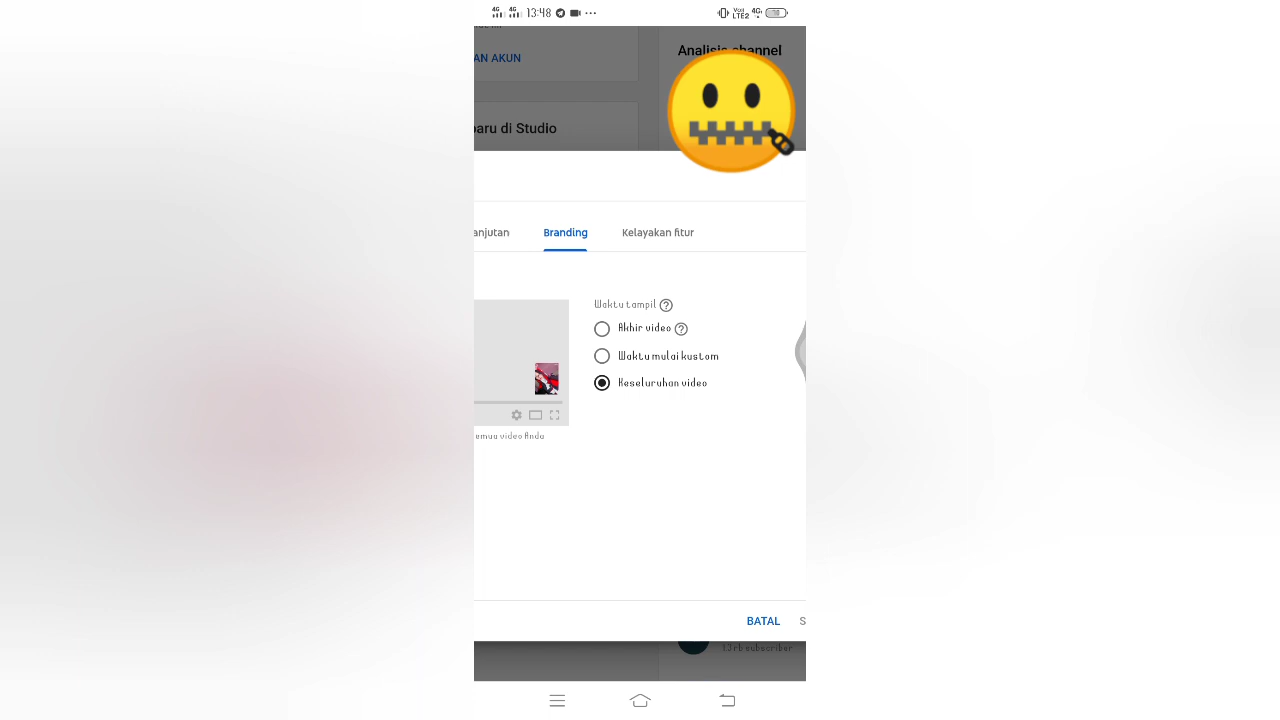 13:48
AN AKUN
Analisis channel
aru di Studio
anjutan Branding Kelayakan fitur
Waktu tampil
Akhir video
Waktu mulai kustom
Keseluruhan video
emua video Anda
BATAL S